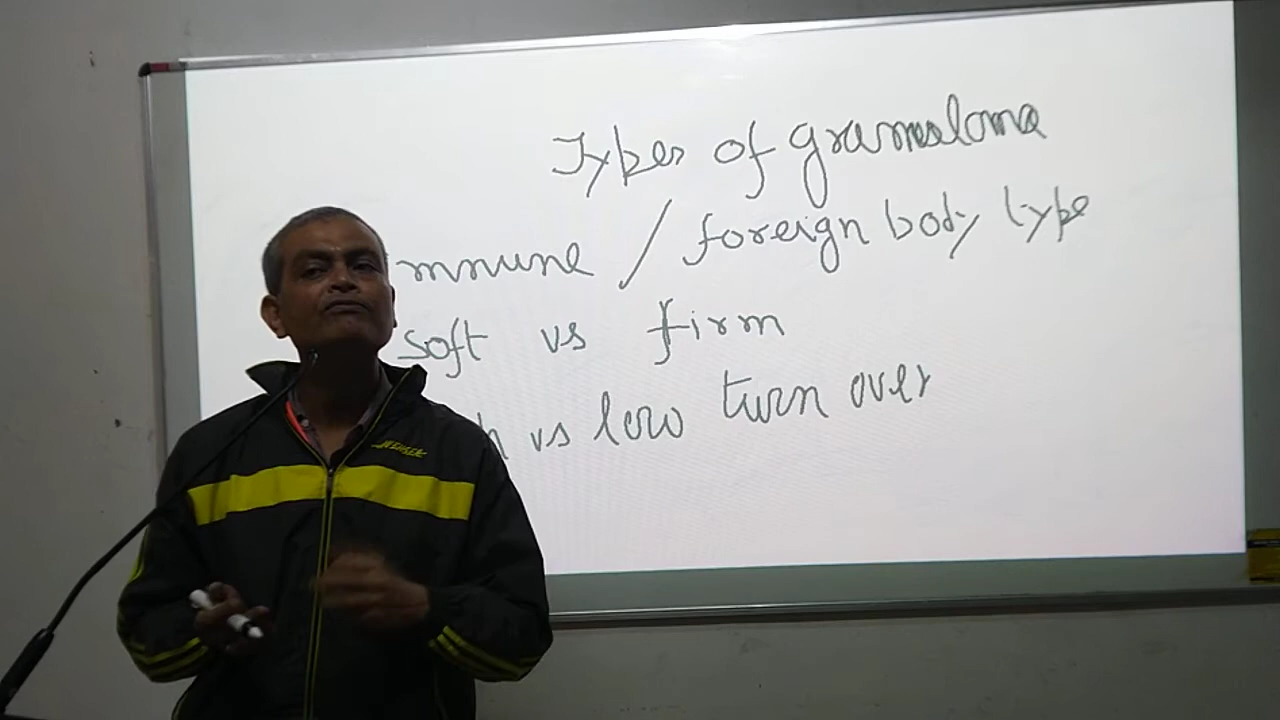 Types of granuloma
mmune / foreign body type
soft vs firm
h vs low turn over